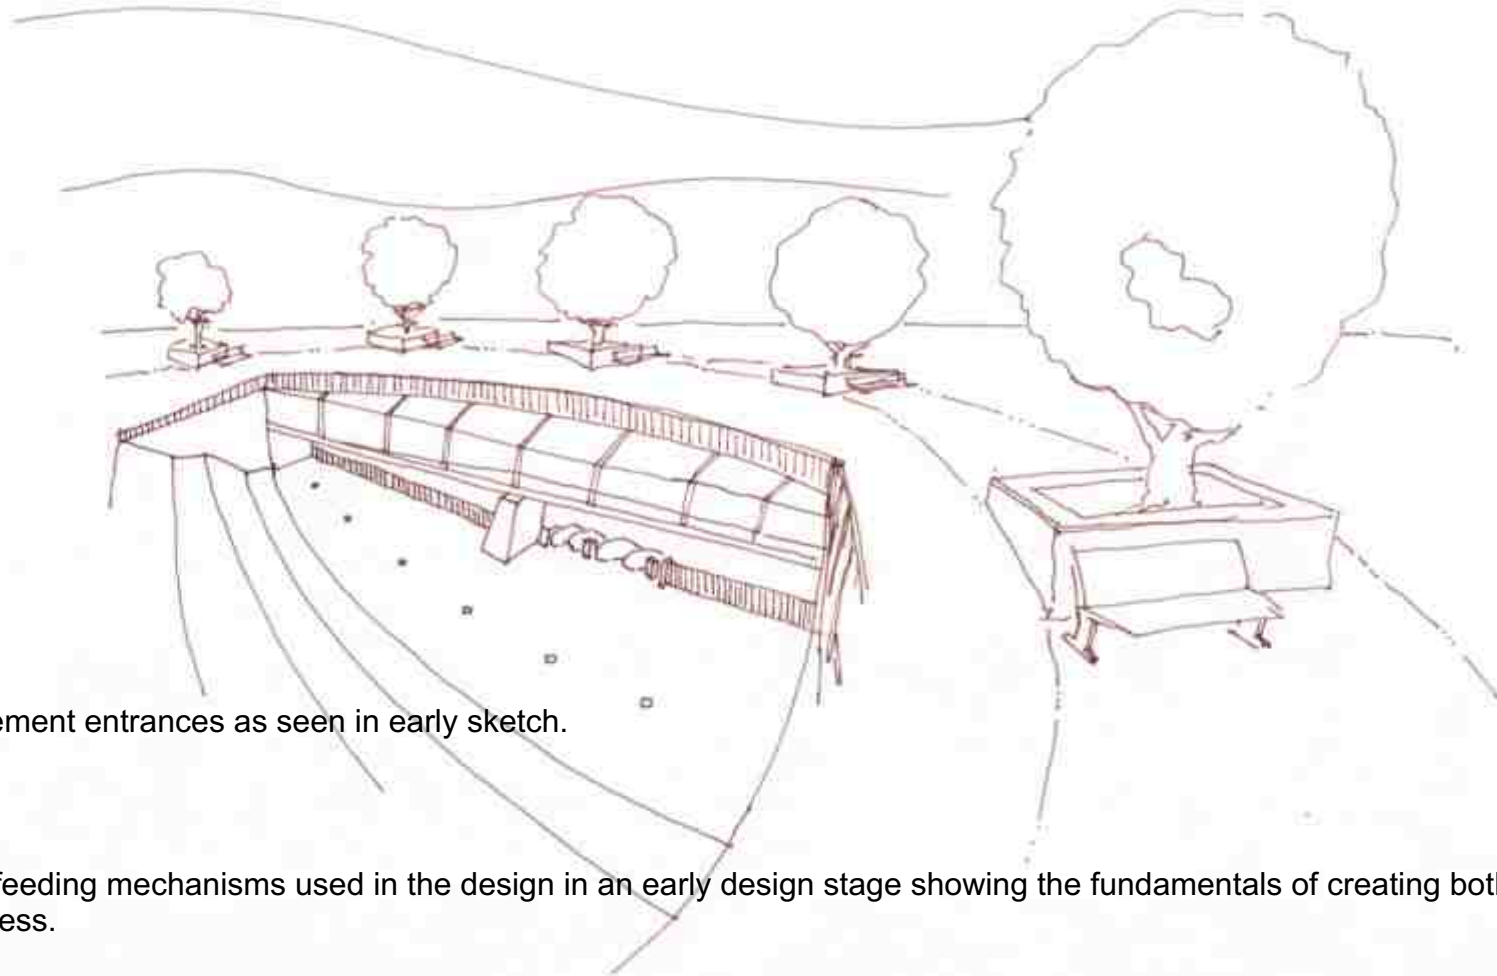 ement entrances as seen in early sketch.
feeding mechanisms used in the design in an early design stage showing the fundamentals of creating bot
ess.